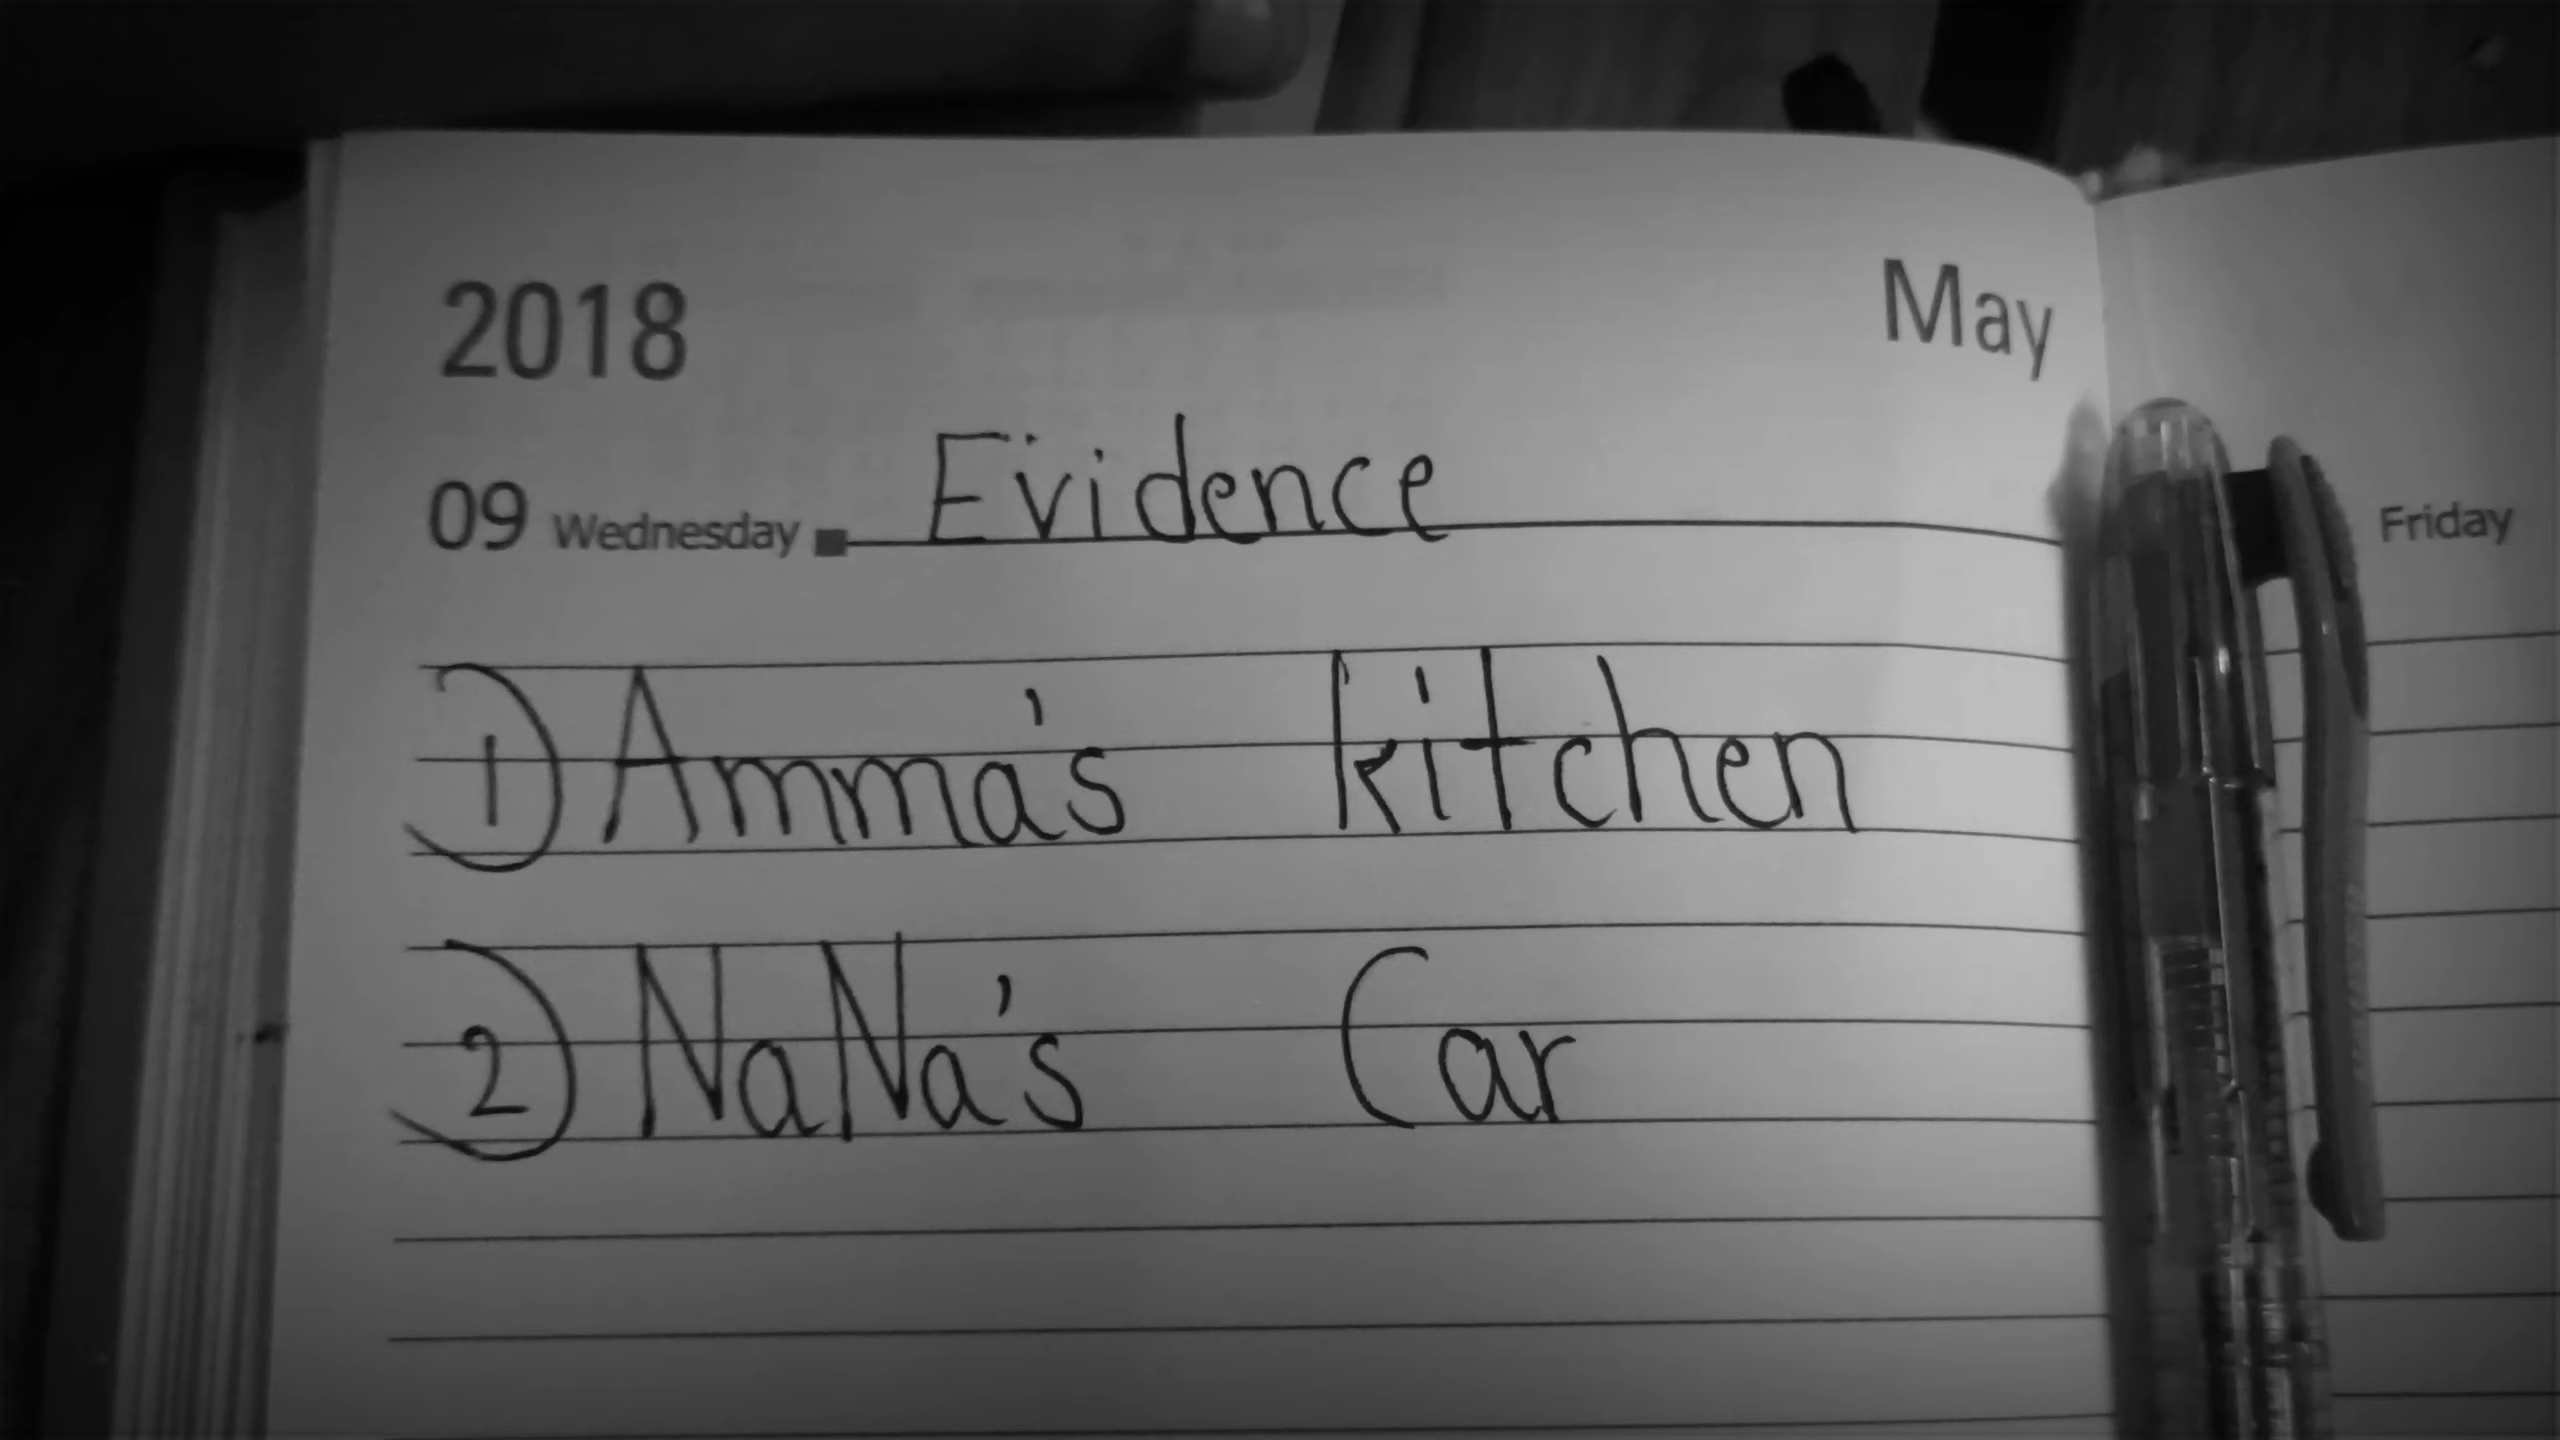 2018 May
09 Wednesday Evidence
Friday
1) Amma's kitchen
2) NaNa's Car